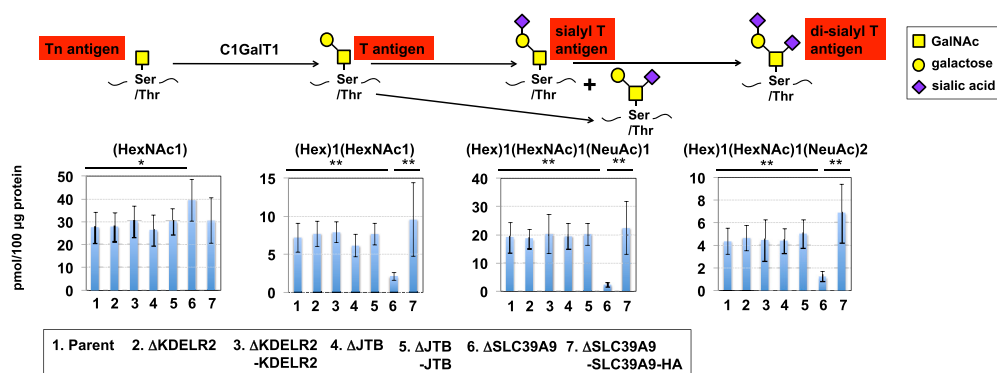 Tn antigen
C1GalT1
T antigen
sialyl T
antigen
di-sialyl T
antigen
Ser
/Thr
Ser
/Thr
Ser
/Thr
+
Ser
/Thr
Ser
/Thr
GalNAc
galactose
sialic acid
(HexNAc1)
*
(Hex)1(HexNAc1)
** **
(Hex)1(HexNAc)1(NeuAc)1
** **
(Hex)1(HexNAc)1(NeuAc)2
** **
pmol/100 µg protein
50
40
30
20
10
0
1 2 3 4 5 6 7
15
10
5
0
1 2 3 4 5 6 7
40
30
20
10
0
1 2 3 4 5 6 7
10
8
6
4
2
0
1 2 3 4 5 6 7
1. Parent 2. ΔKDELR2 3. ΔKDELR2 4. ΔJTB 5. ΔJTB 6. ΔSLC39A9 7. ΔSLC39A9
-KDELR2 -JTB -SLC39A9-HA